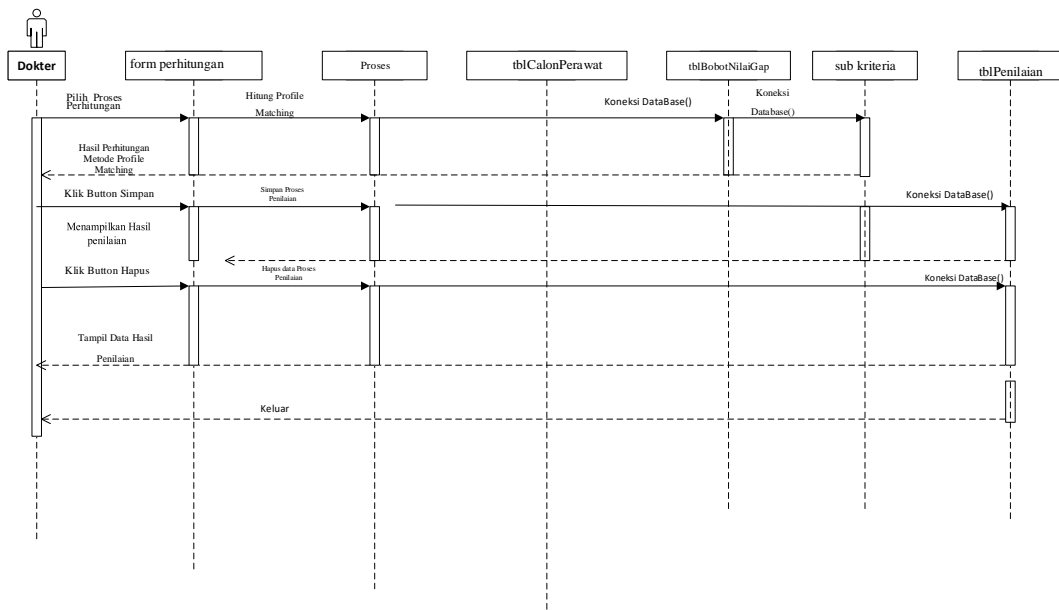 Dokter
form perhitungan
Proses
tblCalonPerawat
tblBobotNilaiGap
sub kriteria
tblPenilaian
Pilih Proses
Perhitungan
Hitung Profile
Matching
Koneksi DataBase()
Koneksi
Database()
Hasil Perhitungan
Metode Profile
Matching
Klik Button Simpan
Simpan Proses
Penilaian
Koneksi DataBase()
Menampilkan Hasil
penilaian
Klik Button Hapus
Hapus data Proses
Penilaian
Koneksi DataBase()
Tampil Data Hasil
Penilaian
Keluar